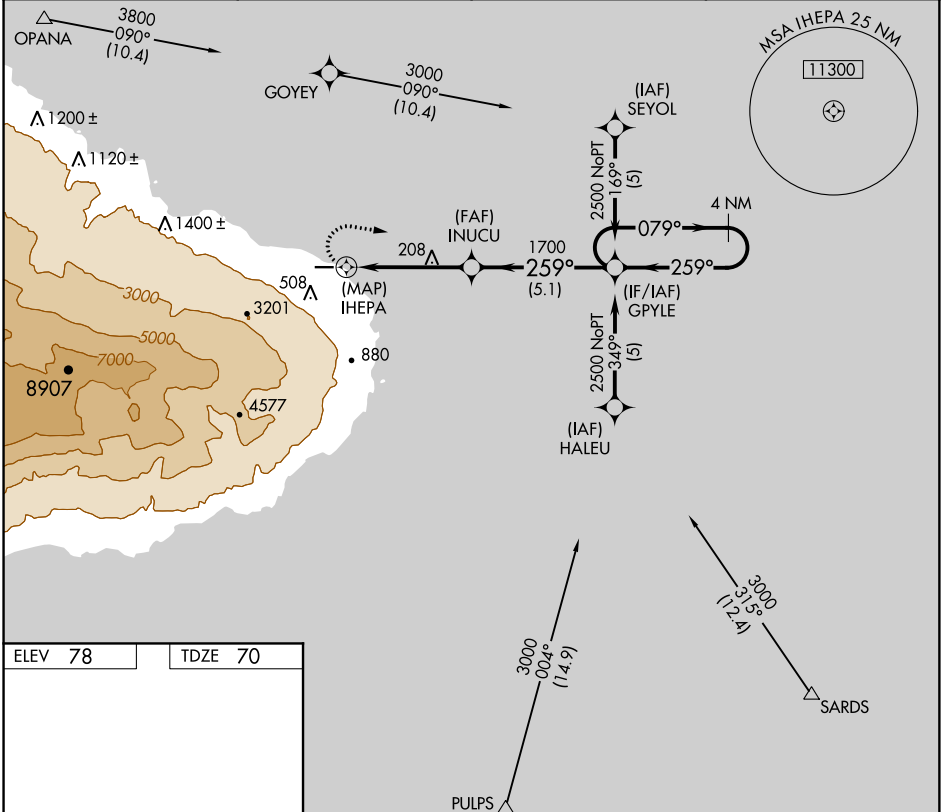 OPANA
3800
090°
(10.4)
GOYEY
3000
090°
(10.4)
MSA IHEPA 25 NM
11300
(IAF)
SEYOL
2500 NoPT
169°
(5)
1200 ±
1120 ±
1400 ±
4 NM
079°
(FAF)
INUCU
208
1700
259°
(5.1)
259°
(IF/IAF)
GPYLE
508
(MAP)
IHEPA
3000
3201
5000
7000
880
8907
4577
2500 NoPT
349°
(5)
(IAF)
HALEU
3000
315°
(12.4)
SARDS
3000
004°
(14.9)
PULPS
ELEV 78
TDZE 70